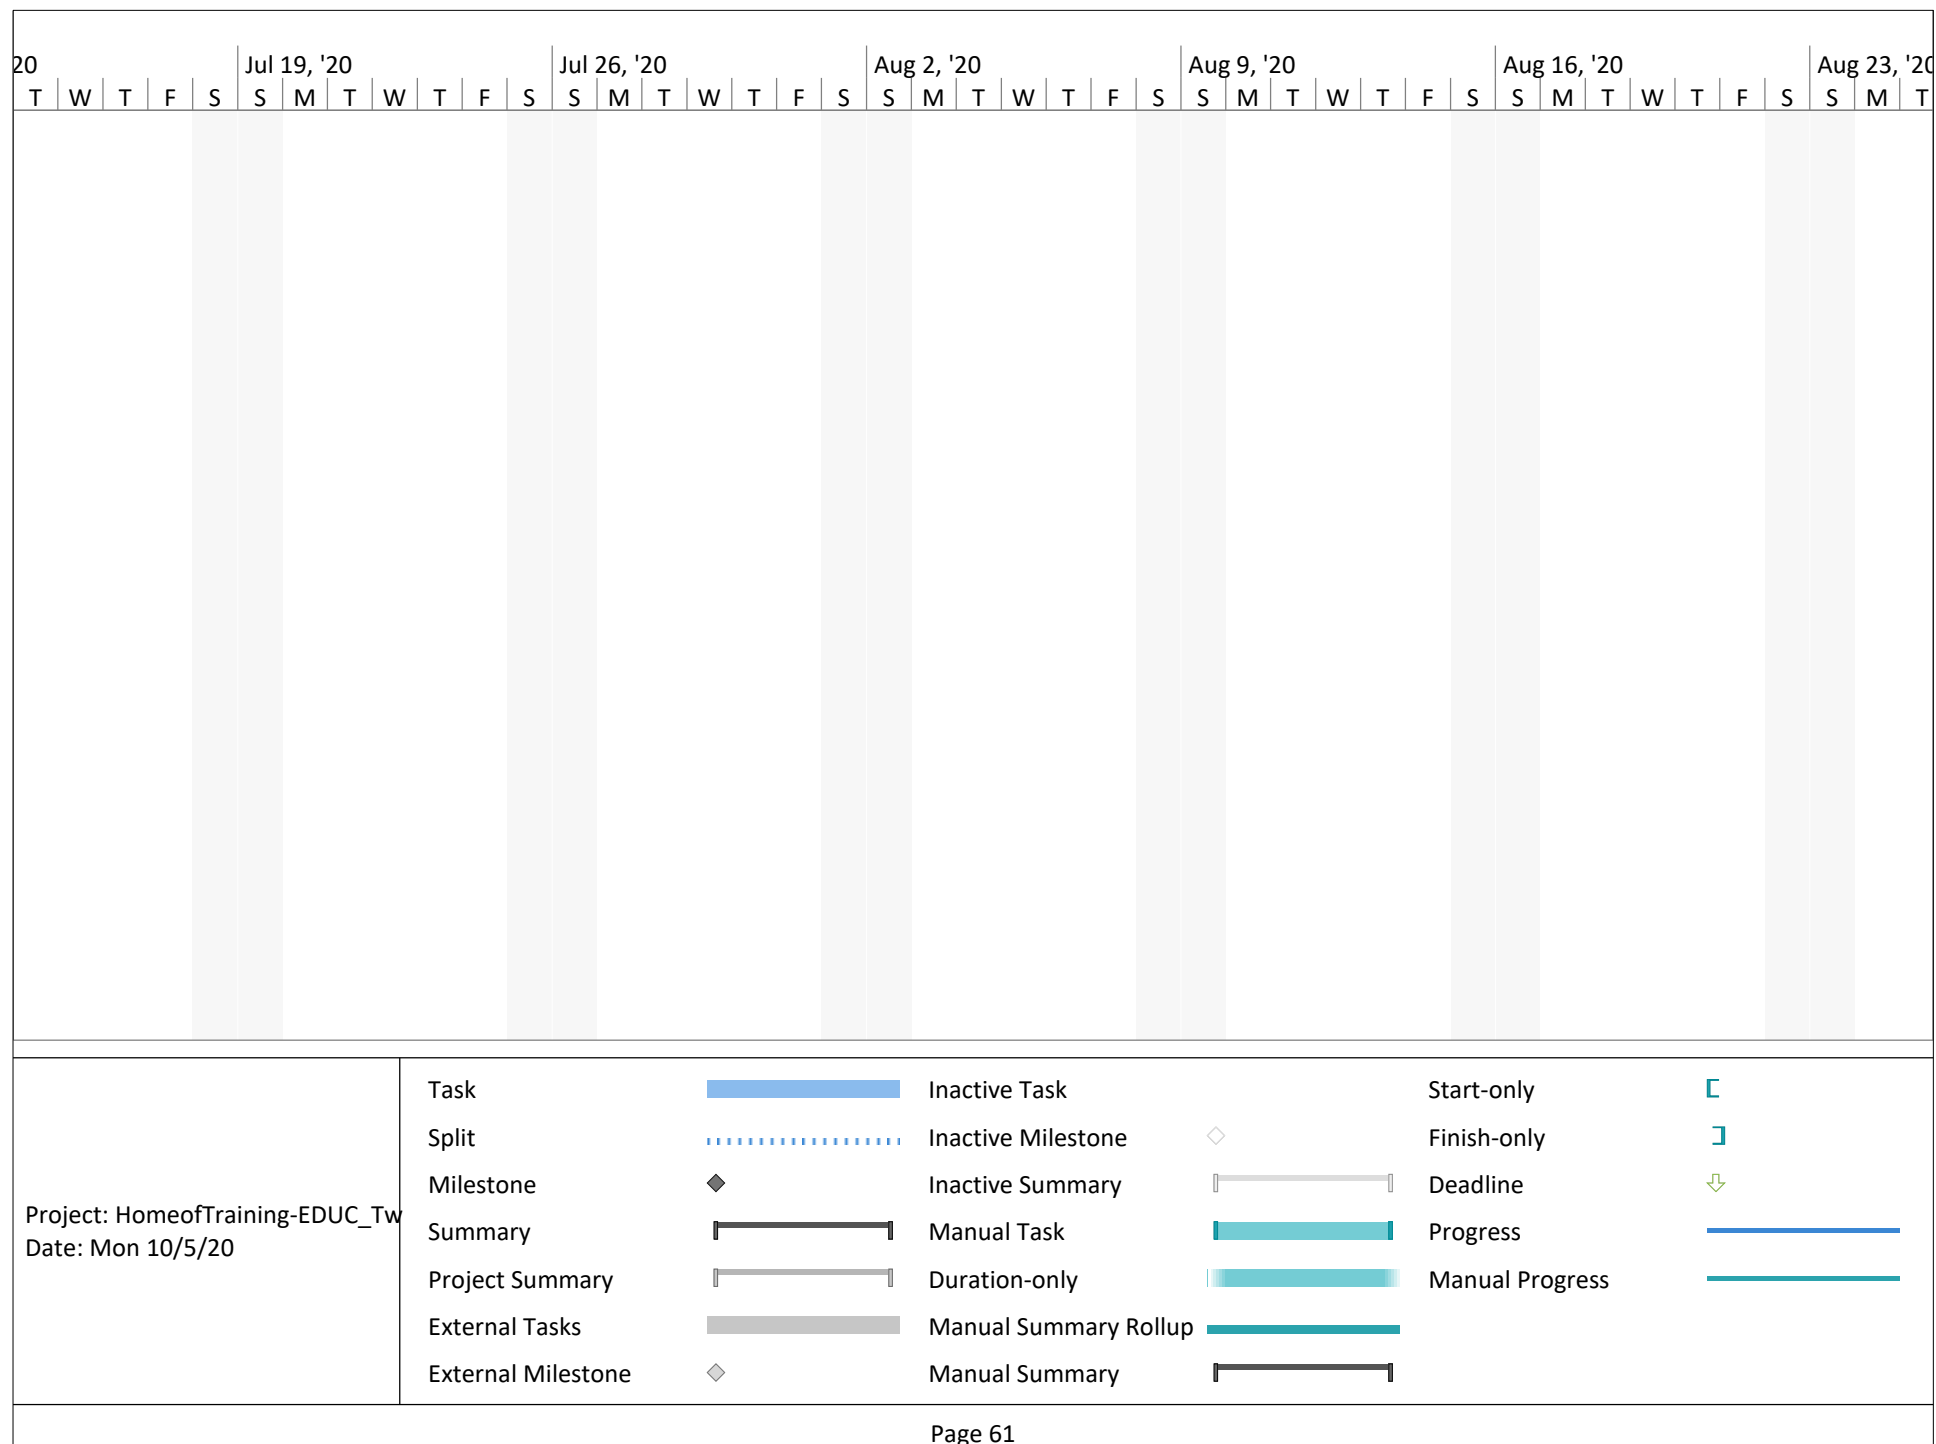 20 Jul 19, '20 Jul 26, '20 Aug 2, '20 Aug 9, '20 Aug 16, '20 Aug 23, '20
T W T F S S M T W T F S S M T W T F S S M T W T F S S M T W T F S S M T W T F S S M T
Task Inactive Task Start-only
Split Inactive Milestone Finish-only
Milestone Inactive Summary Deadline
Project: HomeofTraining-EDUC_Tw
Date: Mon 10/5/20
Summary Manual Task Progress
Project Summary Duration-only Manual Progress
External Tasks Manual Summary Rollup
External Milestone Manual Summary
Page 61